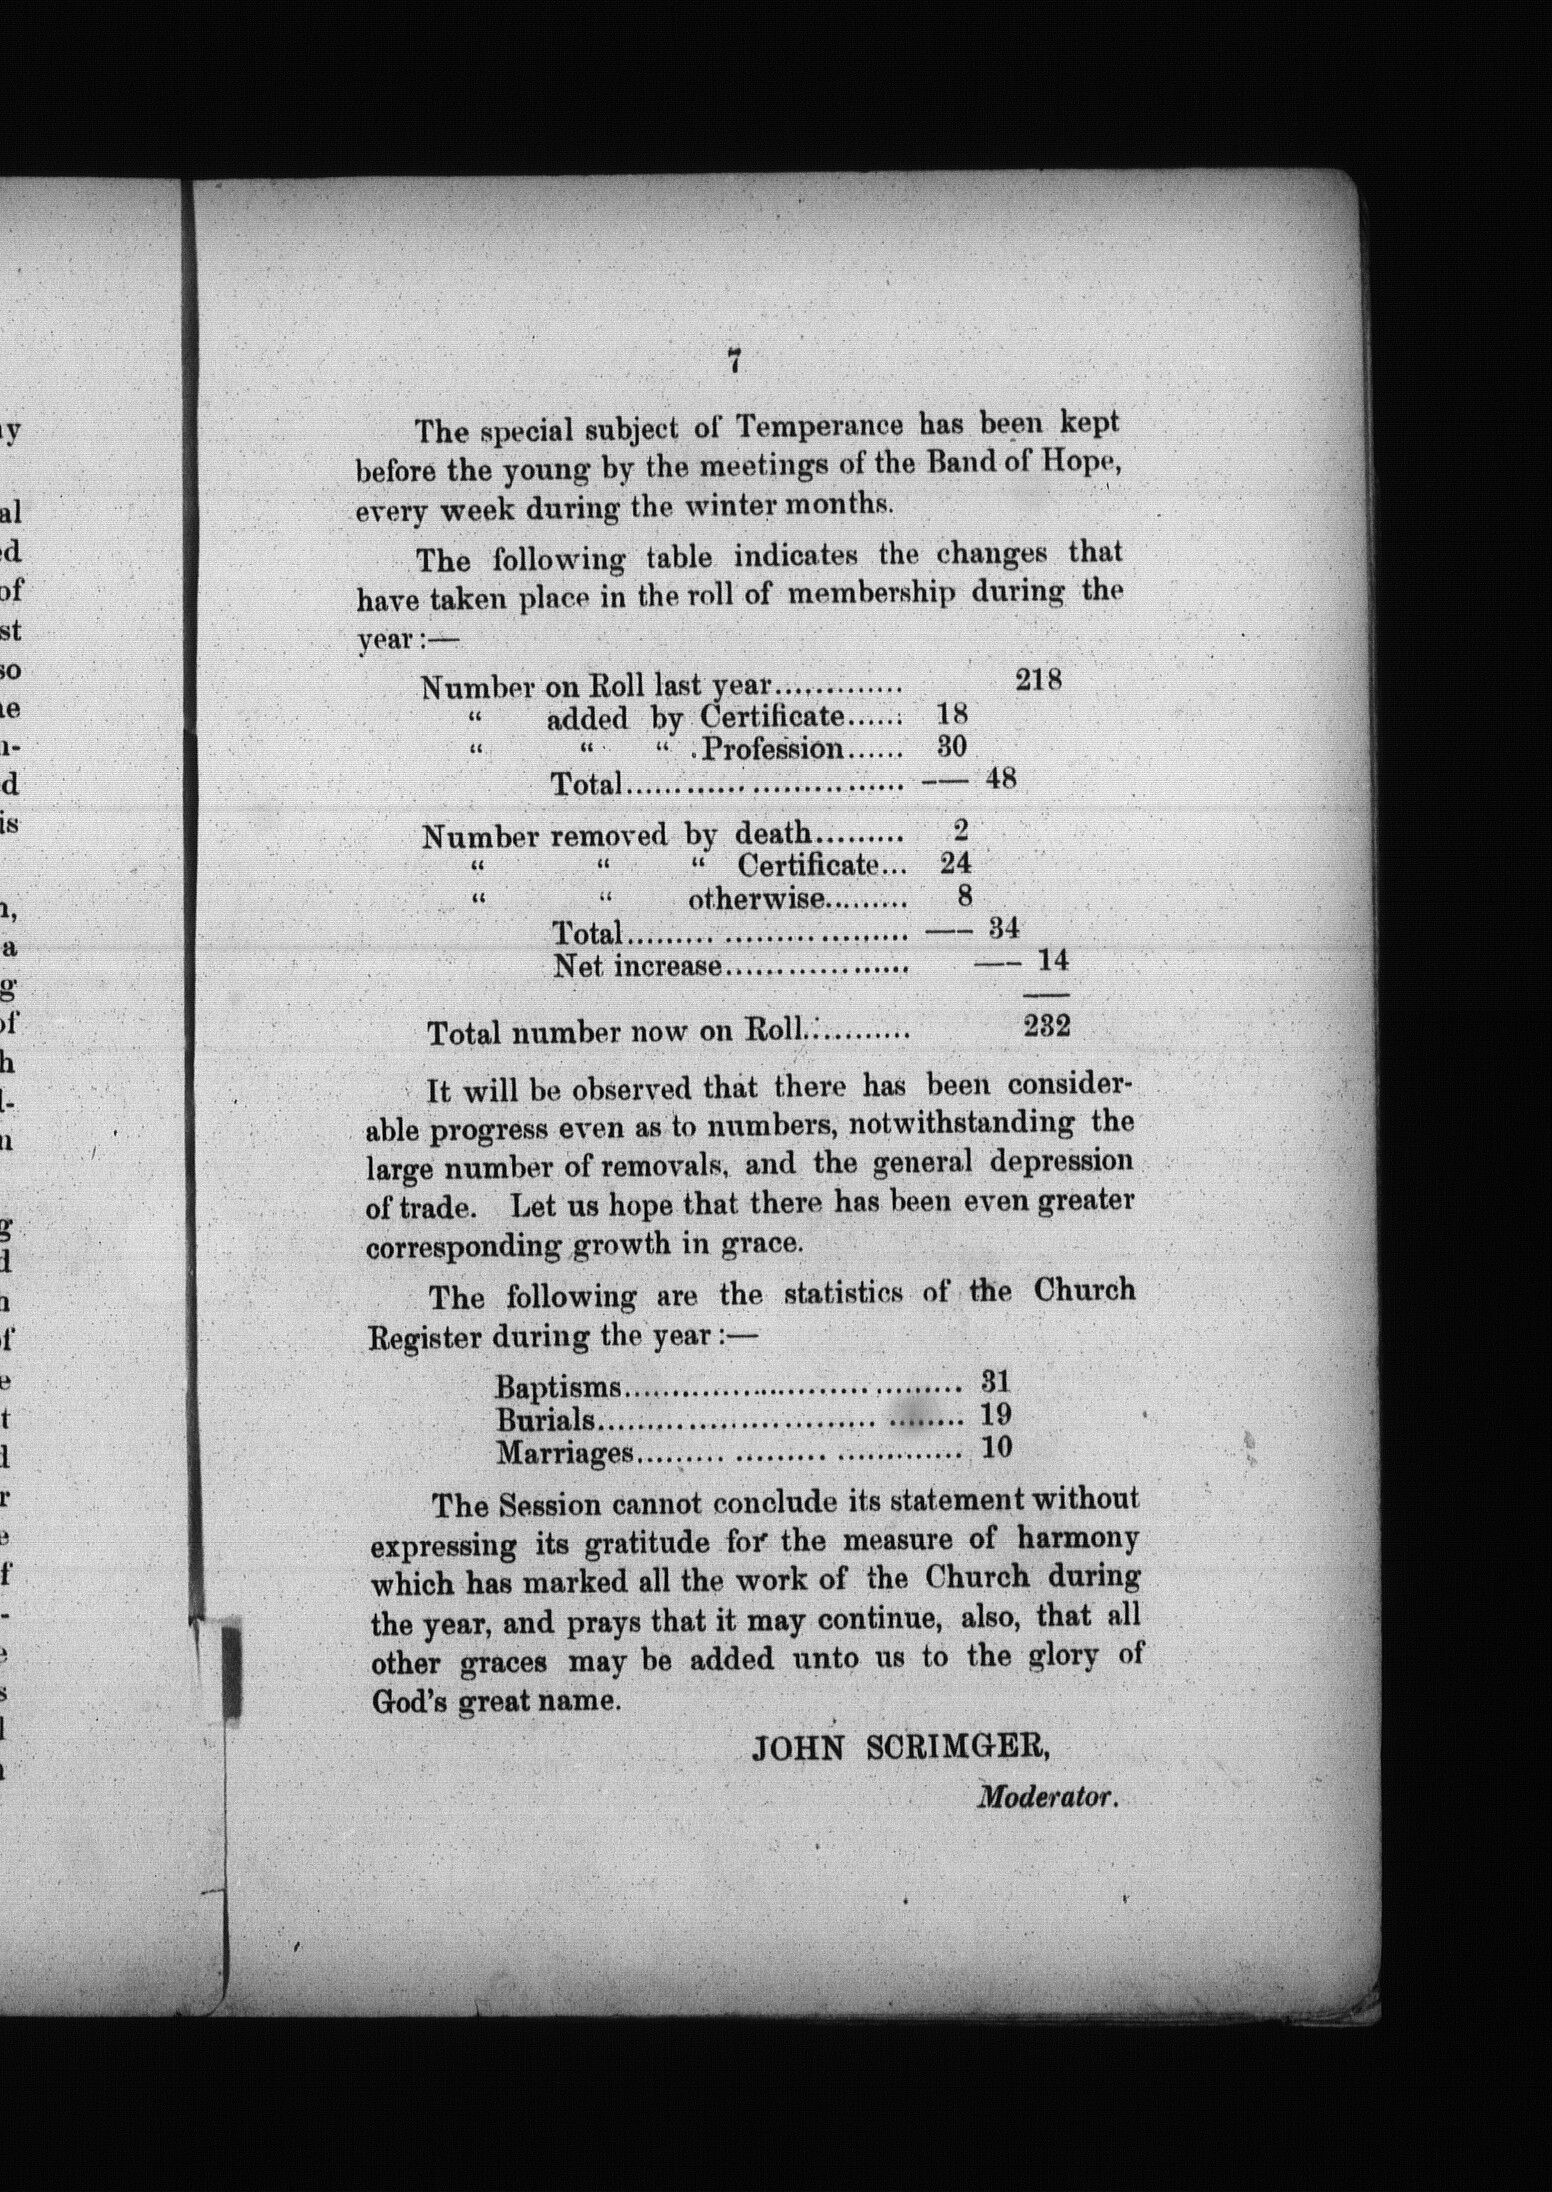 7
The special subject of Temperance has been kept
before the young by the meetings of the Band of Hope,
every week during the winter months.
The following table indicates the changes that
have taken place in the roll of membership during the
year:—
Number on Roll last year............. 218
“ added by Certificate...... 18
“ “ “ Profession...... 30
Total............................ —— 48
Number removed by death......... 2
“ “ “ Certificate... 24
“ “ otherwise......... 8
Total............................ —— 34
Net increase................... —— 14
Total number now on Roll........... 232
It will be observed that there has been consider-
able progress even as to numbers, notwithstanding the
large number of removals, and the general depression
of trade. Let us hope that there has been even greater
corresponding growth in grace.
The following are the statistics of the Church
Register during the year:—
Baptisms.................................. 31
Burials..................................... 19
Marriages................................. 10
The Session cannot conclude its statement without
expressing its gratitude for the measure of harmony
which has marked all the work of the Church during
the year, and prays that it may continue, also, that all
other graces may be added unto us to the glory of
God's great name.
JOHN SCRIMGER,
Moderator.